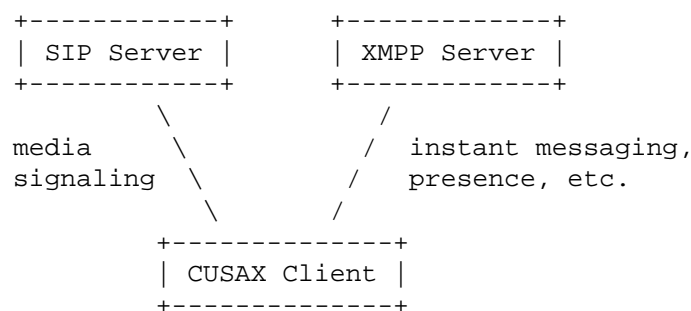 SIP Server XMPP Server
media instant messaging,
signaling presence, etc.
CUSAX Client